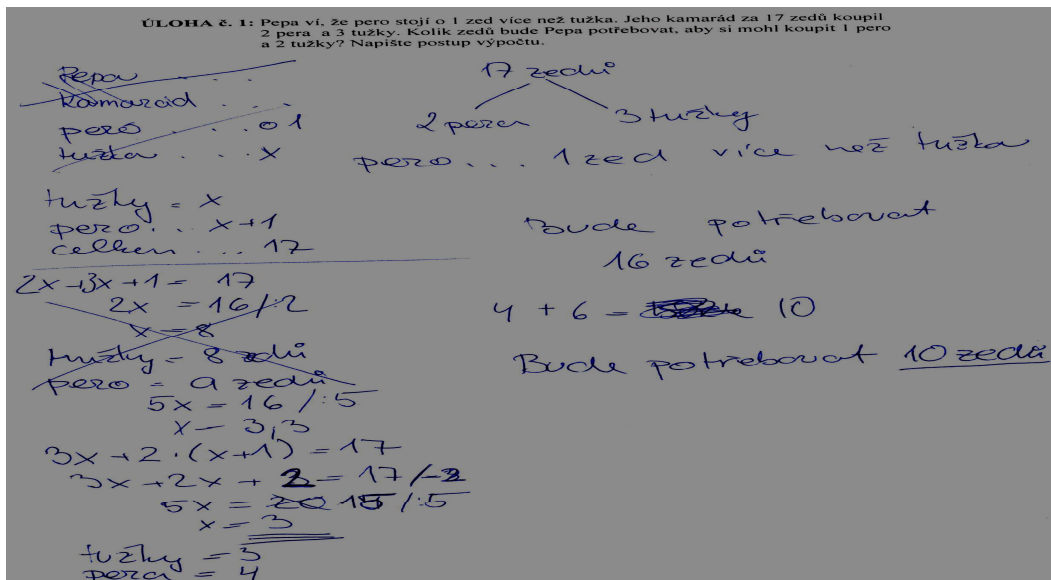 ÚLOHA č. 1: Pepa ví, že pero stojí o 1 zed více než tužka. Jeho kamarád za 17 zedů koupil
2 pera a 3 tužky. Kolik zedů bude Pepa potřebovat, aby si mohl koupit 1 pero
a 2 tužky? Napište postup výpočtu.
Pepa . . .
Kamarád . . .
pero . . . . o 1
tužka . . . x
tužky = x
pero . . x+1
celkem . . . 17
2x+3x+1 = 17
2x = 16 /:2
x = 8
tužky = 8 zedů
pero = 9 zedů
5x = 16 /:5
x = 3,3
3x+2·(x+1) = 17
3x+2x+2 = 17 /-2
5x = 15 /:5
x = 3
tužky = 3
pera = 4
17 zedů
2 pera 3 tužky
pero . . . 1 zed více než tužka
Bude potřebovat
16 zedů
4 + 6 = 10
Bude potřebovat 10 zedů